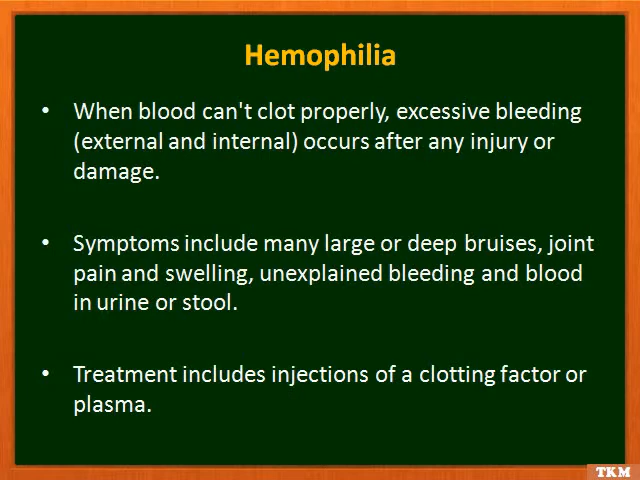 Hemophilia
• When blood can't clot properly, excessive bleeding
(external and internal) occurs after any injury or
damage.
• Symptoms include many large or deep bruises, joint
pain and swelling, unexplained bleeding and blood
in urine or stool.
• Treatment includes injections of a clotting factor or
plasma.
TKM